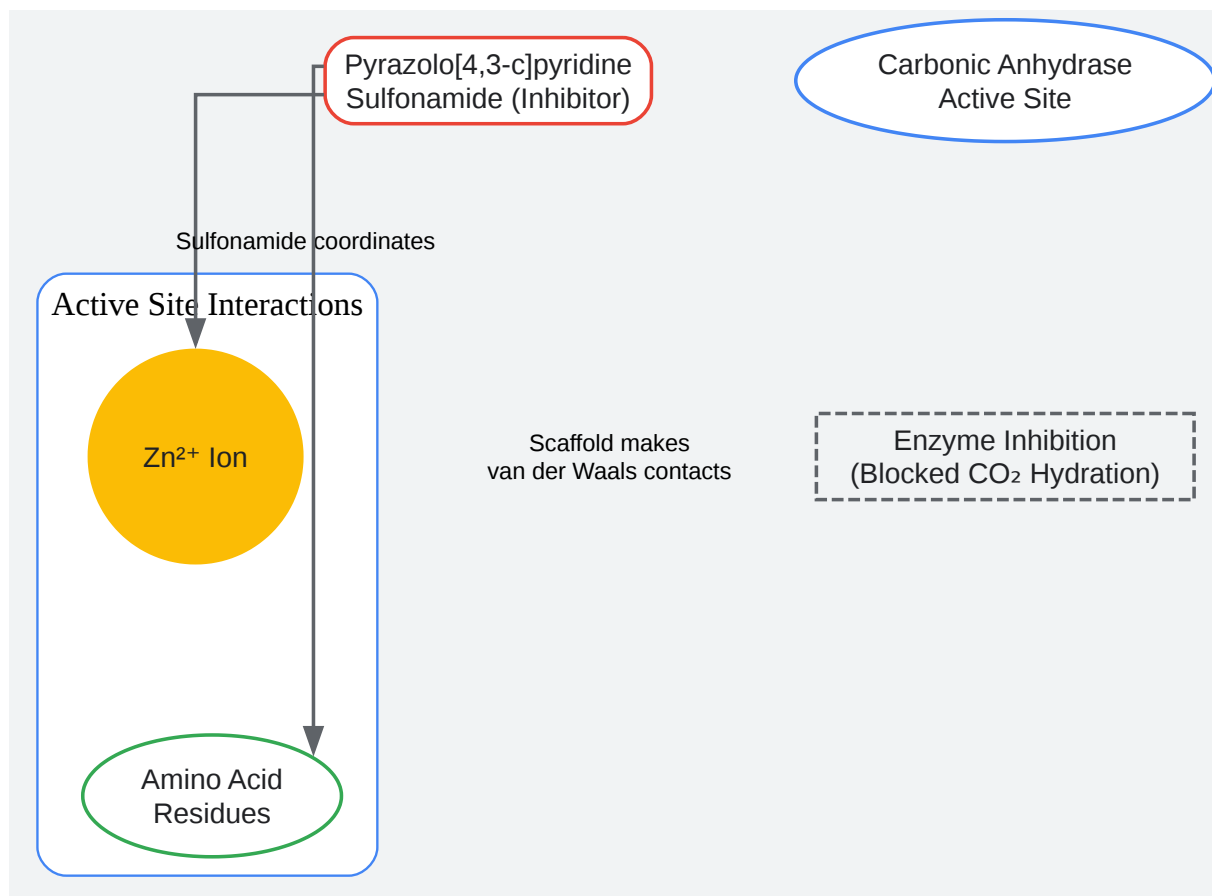 Pyrazolo[4,3-c]pyridine
Sulfonamide (Inhibitor)
Carbonic Anhydrase
Active Site
Sulfonamide coordinates
Active Site Interactions
Zn²⁺ Ion
Scaffold makes
van der Waals contacts
Enzyme Inhibition
(Blocked CO₂ Hydration)
Amino Acid
Residues